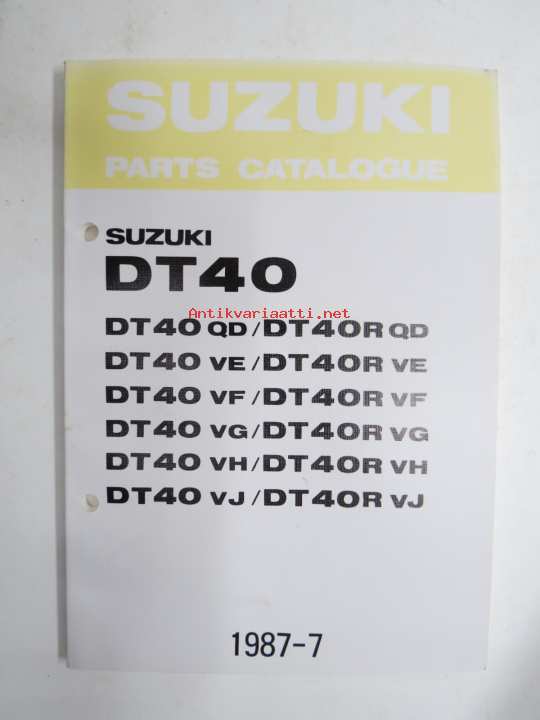 SUZUKI
PARTS CATALOGUE
SUZUKI
DT40
Antikvariaatti.net
DT40 QD/DT40R QD
DT40 VE/DT40R VE
DT40 VF/DT40R VF
DT40 VG/DT40R VG
DT40 VH/DT40R VH
DT40 VJ/DT40R VJ
1987-7